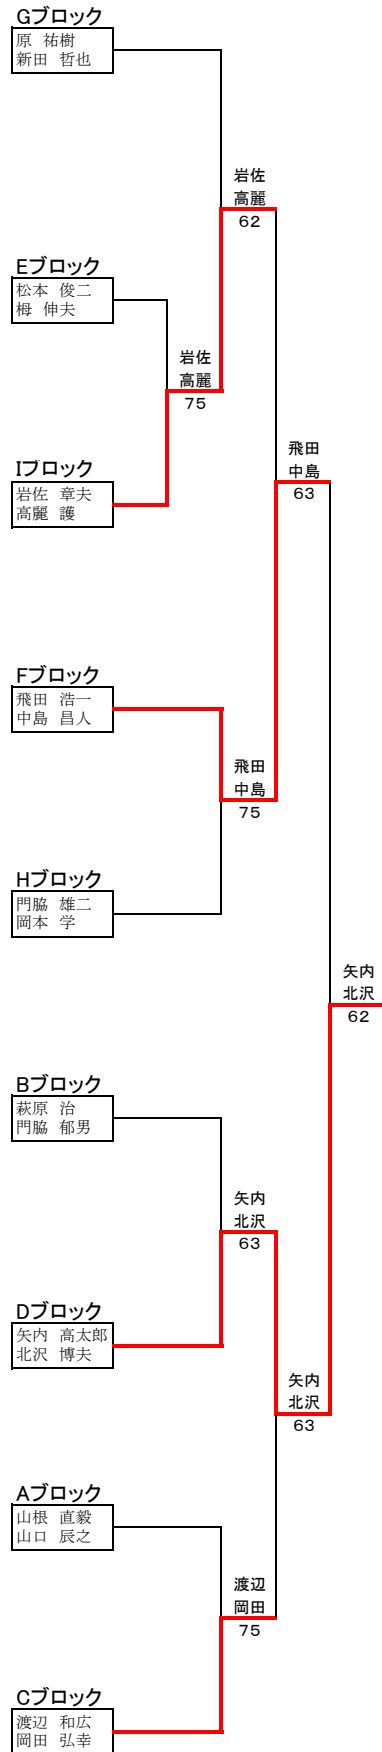 Gブロック
原 祐樹
新田 哲也
岩佐
高麗
62
Eブロック
松本 俊二
栂 伸夫
岩佐
高麗
75
Iブロック
岩佐 章夫
高麗 護
飛田
中島
63
Fブロック
飛田 浩一
中島 昌人
飛田
中島
75
Hブロック
門脇 雄二
岡本 学
矢内
北沢
62
Bブロック
萩原 治
門脇 郁男
矢内
北沢
63
Dブロック
矢内 高太郎
北沢 博夫
矢内
北沢
63
Aブロック
山根 直毅
山口 辰之
渡辺
岡田
75
Cブロック
渡辺 和広
岡田 弘幸